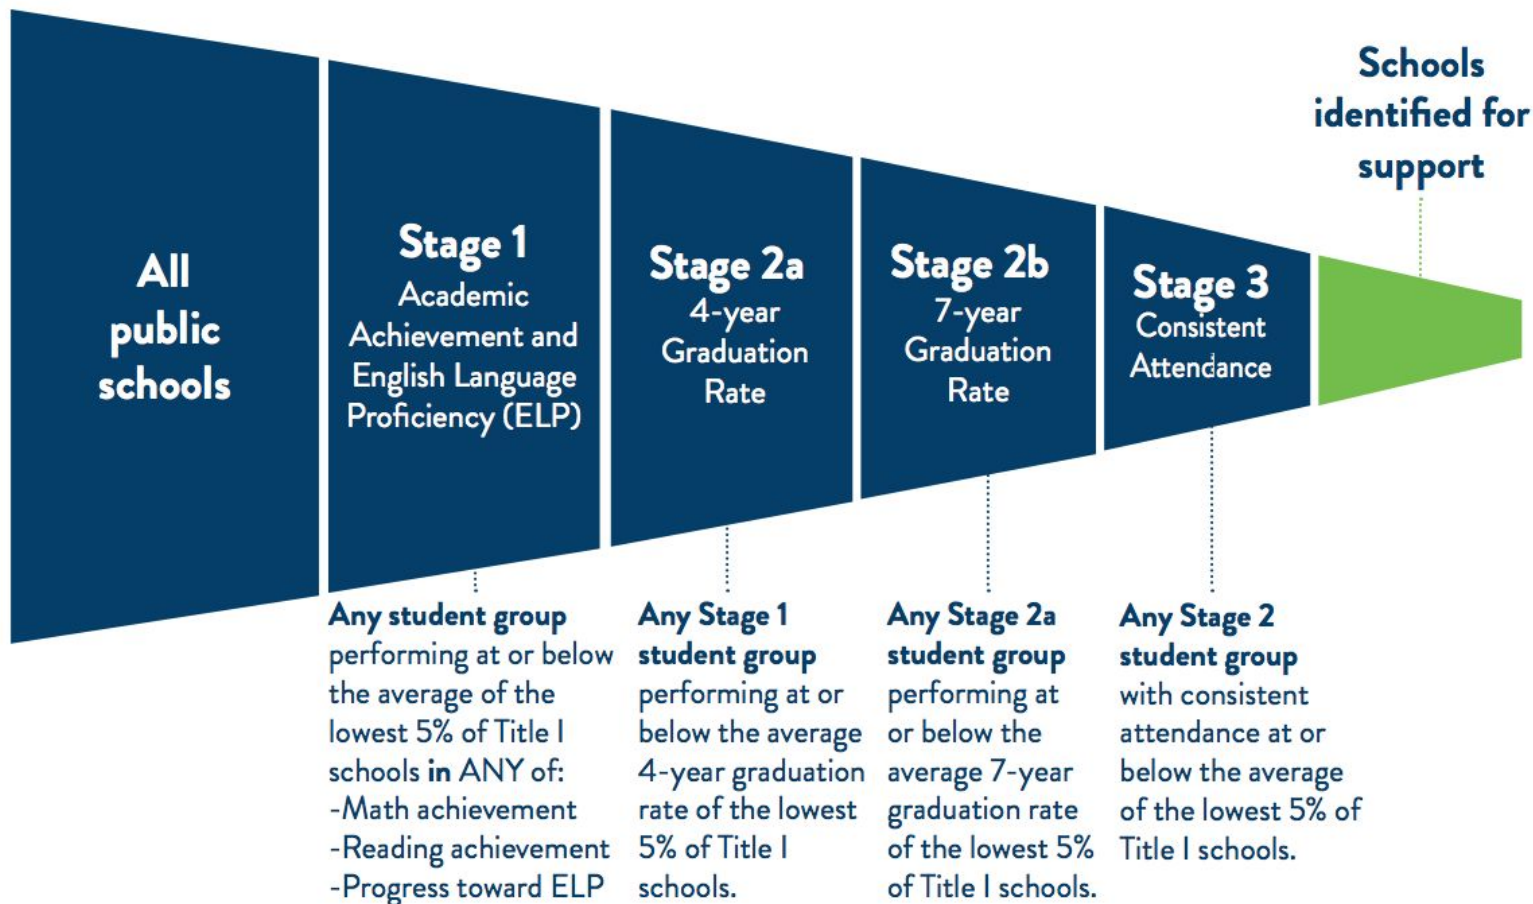 All
public
schools
Stage 1
Academic
Achievement and
English Language
Proficiency (ELP)
Stage 2a
4-year
Graduation
Rate
Stage 2b
7-year
Graduation
Rate
Stage 3
Consistent
Attendance
Schools
identified for
support
Any student group
performing at or below
the average of the
lowest 5% of Title I
schools in ANY of:
-Math achievement
-Reading achievement
-Progress toward ELP
Any Stage 1
student group
performing at or
below the average
4-year graduation
rate of the lowest
5% of Title I
schools.
Any Stage 2a
student group
performing at
or below the
average 7-year
graduation rate
of the lowest 5%
of Title I schools.
Any Stage 2
student group
with consistent
attendance at or
below the average
of the lowest 5% of
Title I schools.